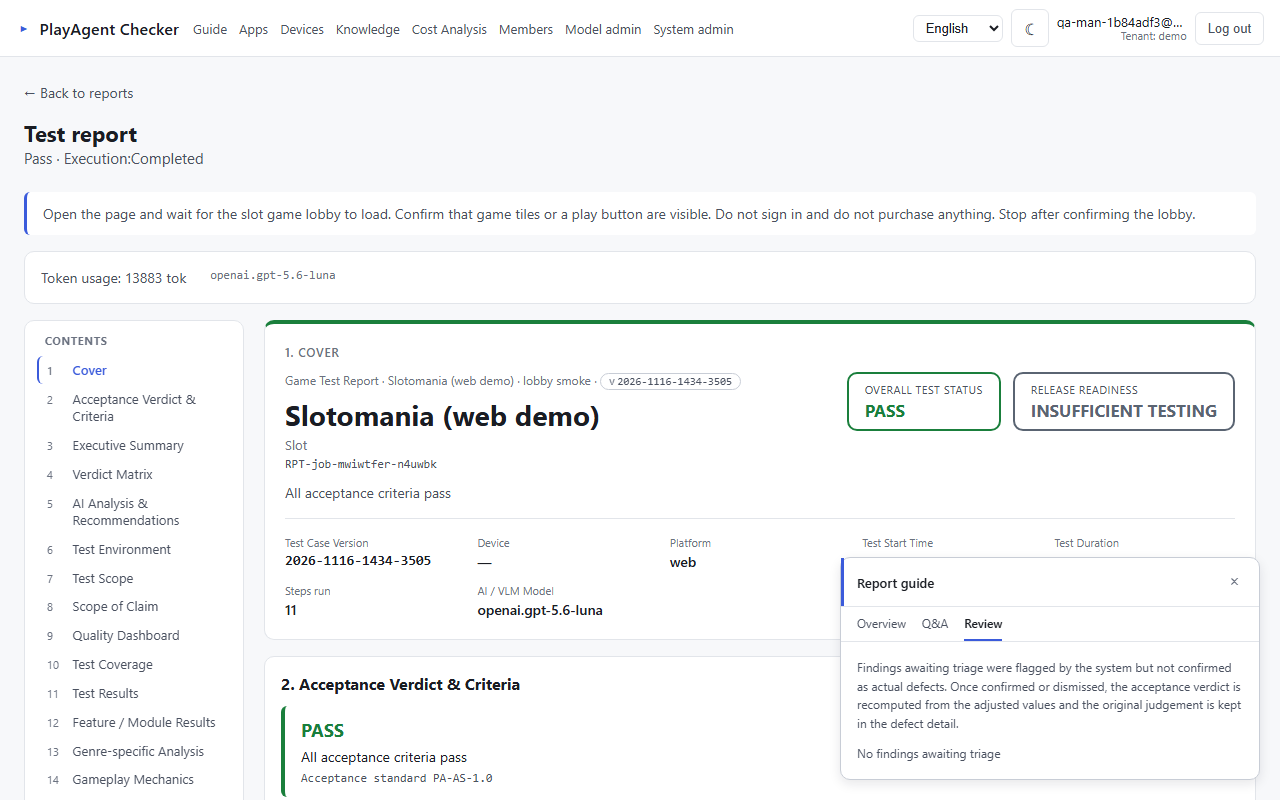 PlayAgent Checker
Guide
Apps
Devices
Knowledge
Cost Analysis
Members
Model admin
System admin
English
qa-man-1b84adf3@...
Tenant: demo
Log out
← Back to reports
Test report
Pass · Execution:Completed
Open the page and wait for the slot game lobby to load. Confirm that game tiles or a play button are visible. Do not sign in and do not purchase anything. Stop after confirming the lobby.
Token usage: 13883 tok
openai.gpt-5.6-luna
CONTENTS
1 Cover
2 Acceptance Verdict &
Criteria
3 Executive Summary
4 Verdict Matrix
5 AI Analysis &
Recommendations
6 Test Environment
7 Test Scope
8 Scope of Claim
9 Quality Dashboard
10 Test Coverage
11 Test Results
12 Feature / Module Results
13 Genre-specific Analysis
14 Gameplay Mechanics
1. COVER
Game Test Report · Slotomania (web demo) · lobby smoke · v 2026-1116-1434-3505
Slotomania (web demo)
Slot
RPT-job-mwiwtfer-n4uwbk
All acceptance criteria pass
OVERALL TEST STATUS
PASS
RELEASE READINESS
INSUFFICIENT TESTING
Test Case Version
2026-1116-1434-3505
Device
—
Platform
web
Test Start Time
Test Duration
Steps run
11
AI / VLM Model
openai.gpt-5.6-luna
2. Acceptance Verdict & Criteria
PASS
All acceptance criteria pass
Acceptance standard PA-AS-1.0
Report guide
×
Overview
Q&A
Review
Findings awaiting triage were flagged by the system but not confirmed
as actual defects. Once confirmed or dismissed, the acceptance verdict is
recomputed from the adjusted values and the original judgement is kept
in the defect detail.
No findings awaiting triage